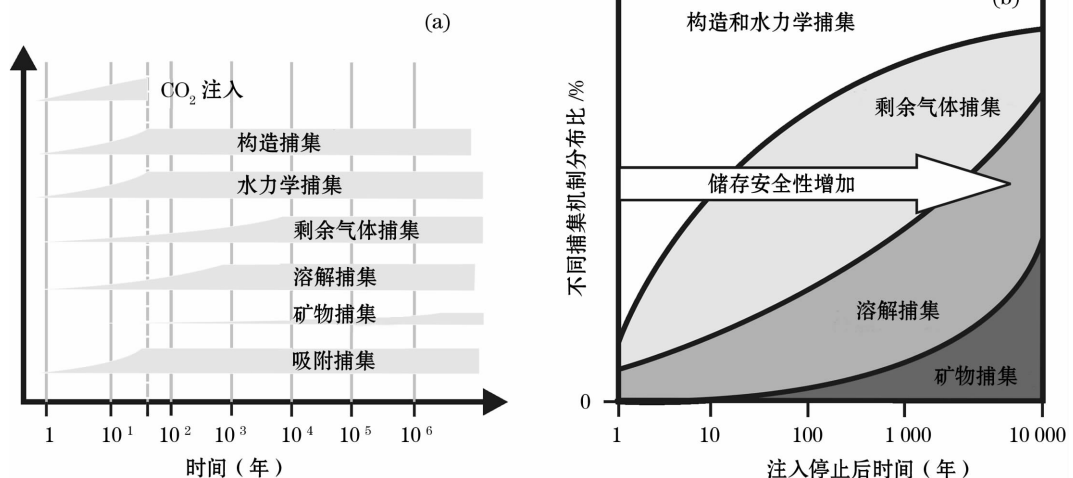 (a)
CO₂ 注入
构造捕集
水力学捕集
剩余气体捕集
溶解捕集
矿物捕集
吸附捕集
1 10¹ 10² 10³ 10⁴ 10⁵ 10⁶
时间（年）
(b)
构造和水力学捕集
剩余气体捕集
储存安全性增加
溶解捕集
矿物捕集
不同捕集机制分布比/%
0
1 10 100 1 000 10 000
注入停止后时间（年）